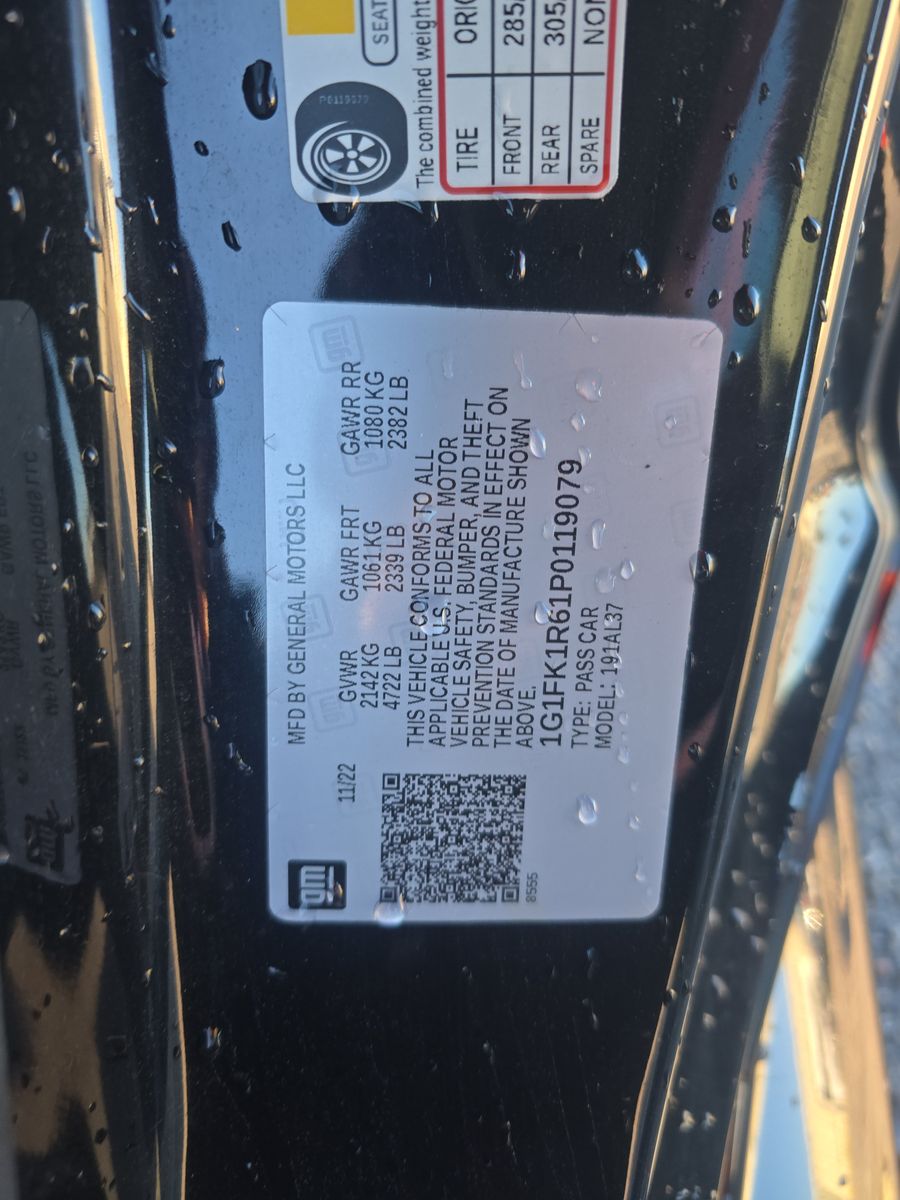 SEAT
P0119079
The combined weight
TIRE
FRONT 285/
REAR 305/
SPARE
MFD BY GENERAL MOTORS LLC
11/22
GVWR GAWR FRT GAWR RR
2142 KG 1061 KG 1080 KG
4722 LB 2339 LB 2382 LB
THIS VEHICLE CONFORMS TO ALL
APPLICABLE U.S. FEDERAL MOTOR
VEHICLE SAFETY, BUMPER, AND THEFT
PREVENTION STANDARDS IN EFFECT ON
THE DATE OF MANUFACTURE SHOWN
ABOVE.
1G1FK1R61P0119079
TYPE: PASS CAR
MODEL: 191AL37
gm
8555